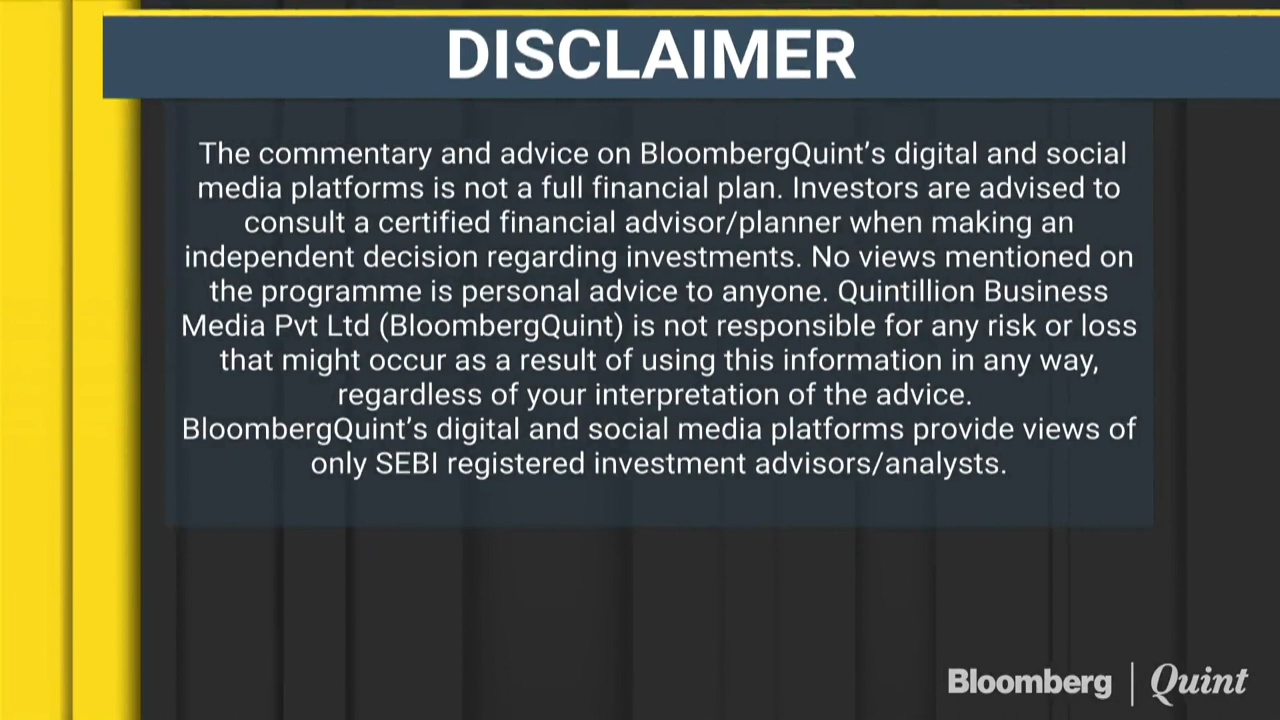 DISCLAIMER
The commentary and advice on BloombergQuint’s digital and social
media platforms is not a full financial plan. Investors are advised to
consult a certified financial advisor/planner when making an
independent decision regarding investments. No views mentioned on
the programme is personal advice to anyone. Quintillion Business
Media Pvt Ltd (BloombergQuint) is not responsible for any risk or loss
that might occur as a result of using this information in any way,
regardless of your interpretation of the advice.
BloombergQuint’s digital and social media platforms provide views of
only SEBI registered investment advisors/analysts.
Bloomberg | Quint